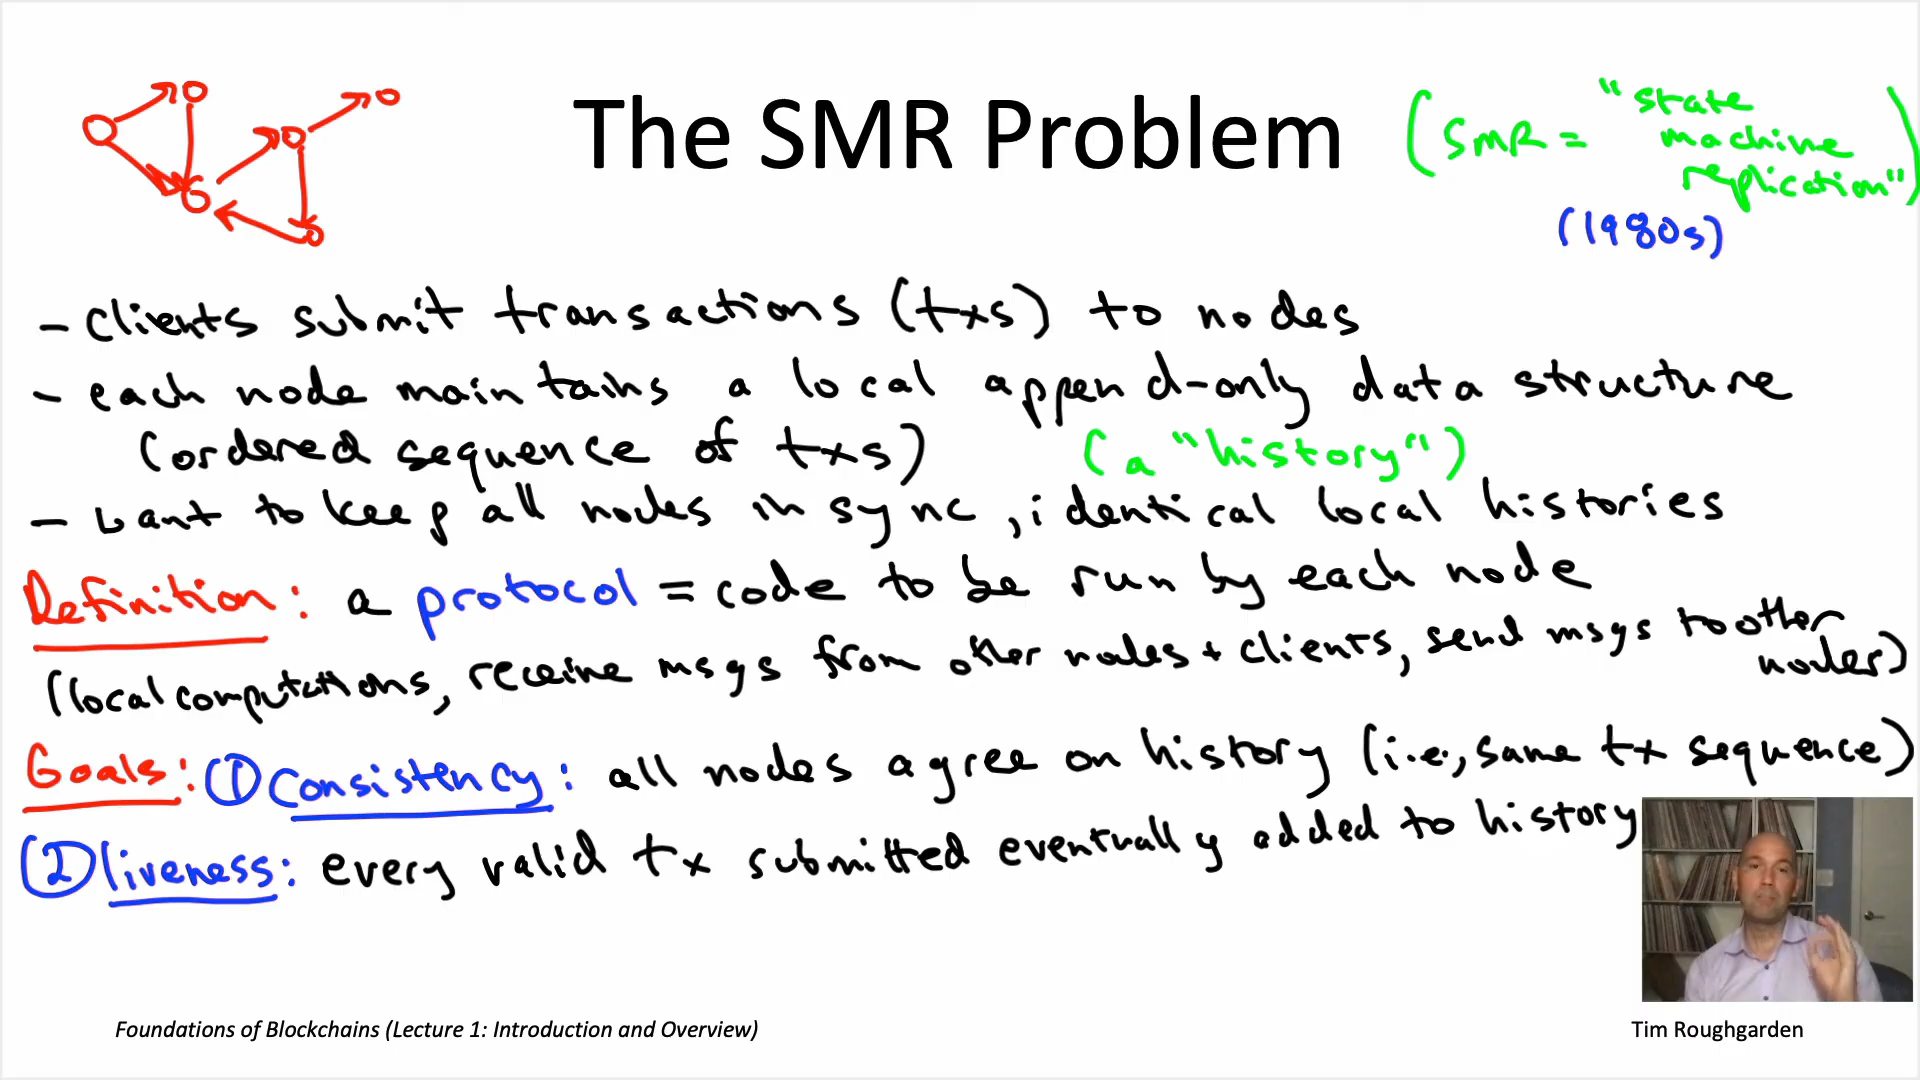 The SMR Problem
(SMR = "state machine replication")
(1980s)
- clients submit transactions (txs) to nodes
- each node maintains a local append-only data structure
(ordered sequence of txs) (a "history")
- want to keep all nodes in sync, identical local histories
Definition: a protocol = code to be run by each node
(local computations, receive msgs from other nodes + clients, send msgs to other nodes)
Goals: ① consistency: all nodes agree on history (i.e., same tx sequence)
② liveness: every valid tx submitted eventually added to history
Foundations of Blockchains (Lecture 1: Introduction and Overview)
Tim Roughgarden